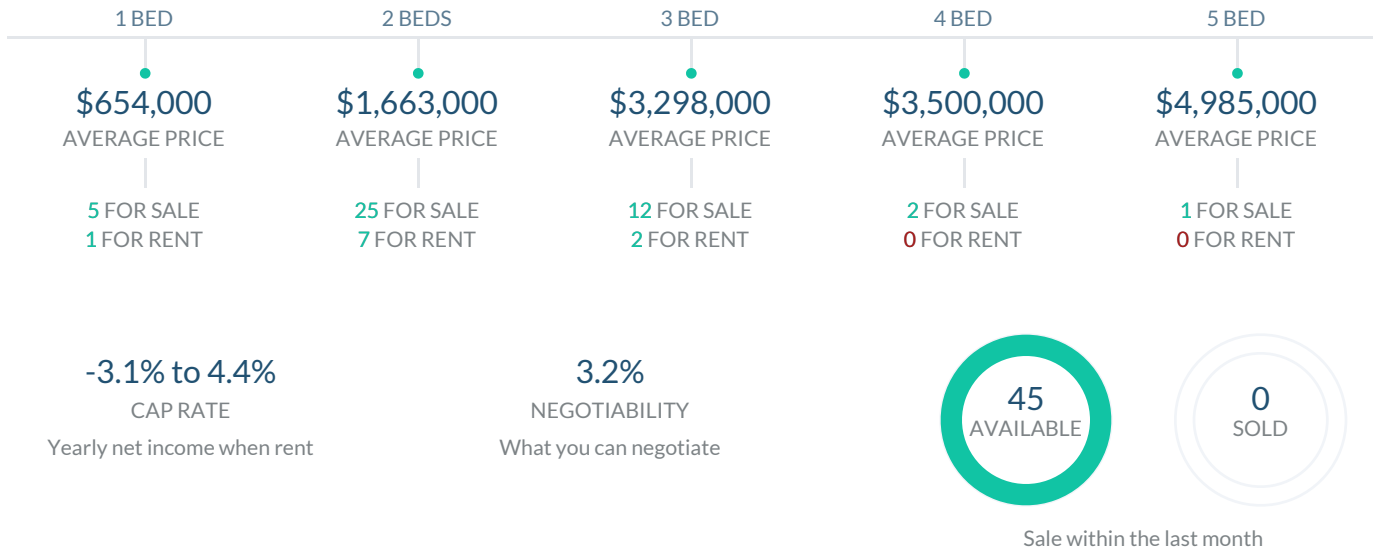 1 BED
2 BEDS
3 BED
4 BED
5 BED
$654,000
$1,663,000
$3,298,000
$3,500,000
$4,985,000
AVERAGE PRICE
AVERAGE PRICE
AVERAGE PRICE
AVERAGE PRICE
AVERAGE PRICE
5 FOR SALE
25 FOR SALE
12 FOR SALE
2 FOR SALE
1 FOR SALE
1 FOR RENT
7 FOR RENT
2 FOR RENT
0 FOR RENT
0 FOR RENT
-3.1% to 4.4%
CAP RATE
Yearly net income when rent
3.2%
NEGOTIABILITY
What you can negotiate
45
AVAILABLE
0
SOLD
Sale within the last month